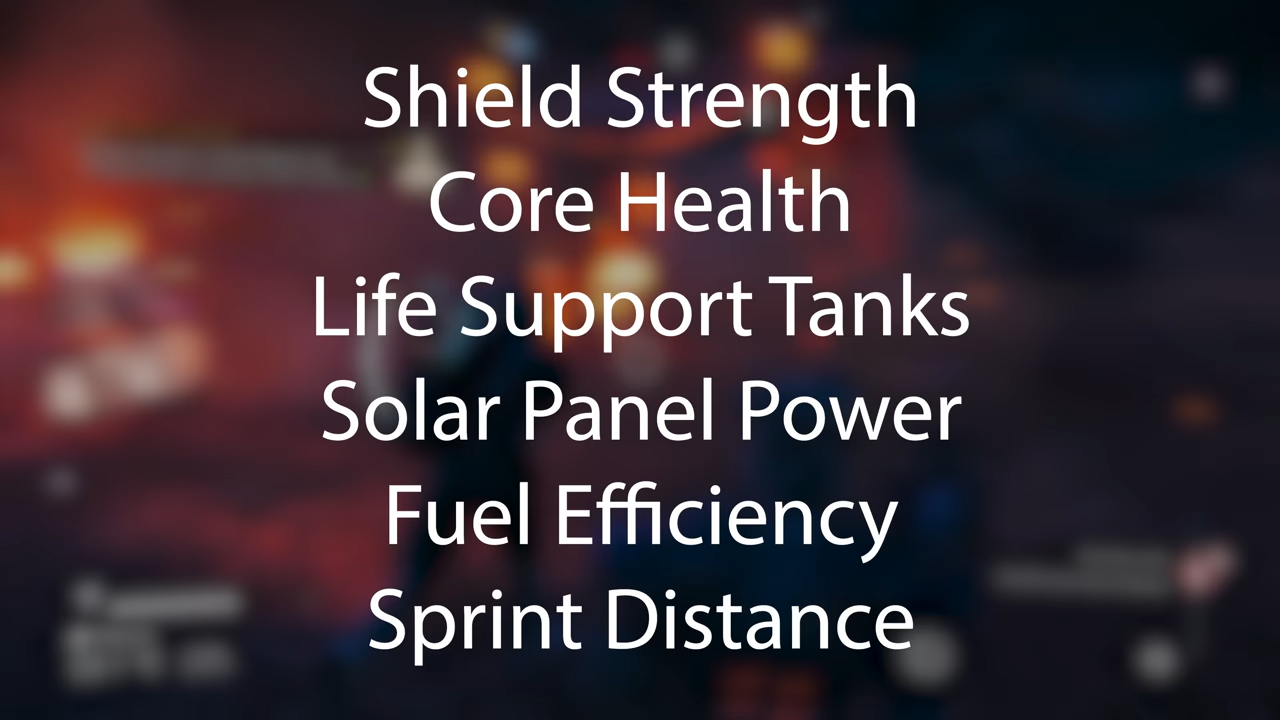 Shield Strength
Core Health
Life Support Tanks
Solar Panel Power
Fuel Efficiency
Sprint Distance